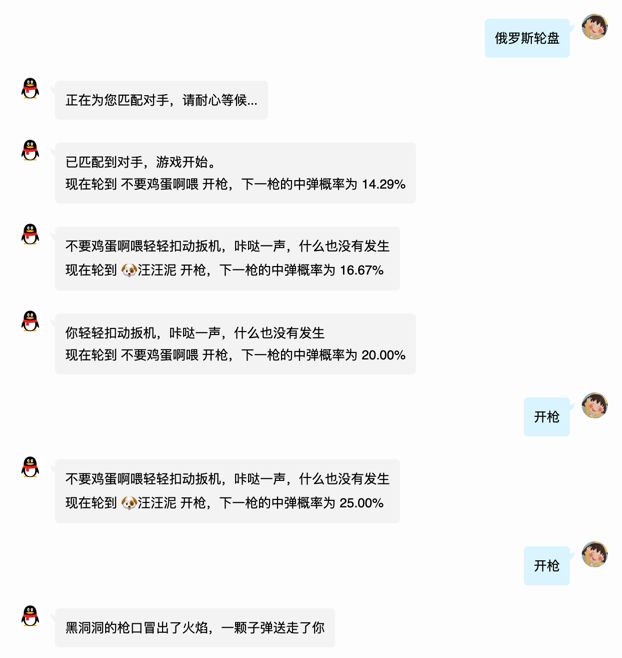 俄罗斯轮盘
正在为您匹配对手，请耐心等候...
已匹配到对手，游戏开始。
现在轮到 不要鸡蛋啊喂 开枪，下一枪的中弹概率为 14.29%
不要鸡蛋啊喂轻轻扣动扳机，咔哒一声，什么也没有发生
现在轮到 🐶汪汪泥 开枪，下一枪的中弹概率为 16.67%
你轻轻扣动扳机，咔哒一声，什么也没有发生
现在轮到 不要鸡蛋啊喂 开枪，下一枪的中弹概率为 20.00%
开枪
不要鸡蛋啊喂轻轻扣动扳机，咔哒一声，什么也没有发生
现在轮到 🐶汪汪泥 开枪，下一枪的中弹概率为 25.00%
开枪
黑洞洞的枪口冒出了火焰，一颗子弹送走了你